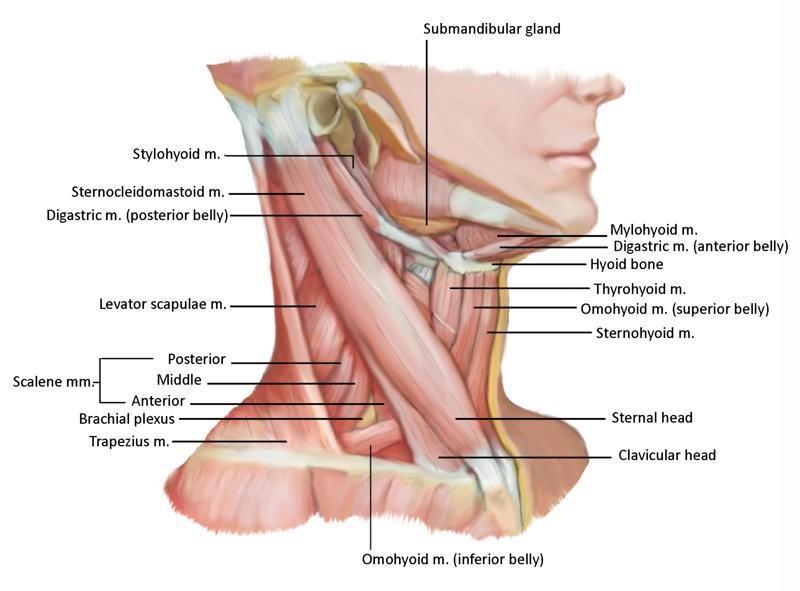 Submandibular gland
Stylohyoid m.
Sternocleidomastoid m.
Digastric m. (posterior belly)
Mylohyoid m.
Digastric m. (anterior belly)
Hyoid bone
Thyrohyoid m.
Levator scapulae m.
Omohyoid m. (superior belly)
Sternohyoid m.
Posterior
Scalene mm.
Middle
Anterior
Brachial plexus
Sternal head
Trapezius m.
Clavicular head
Omohyoid m. (inferior belly)